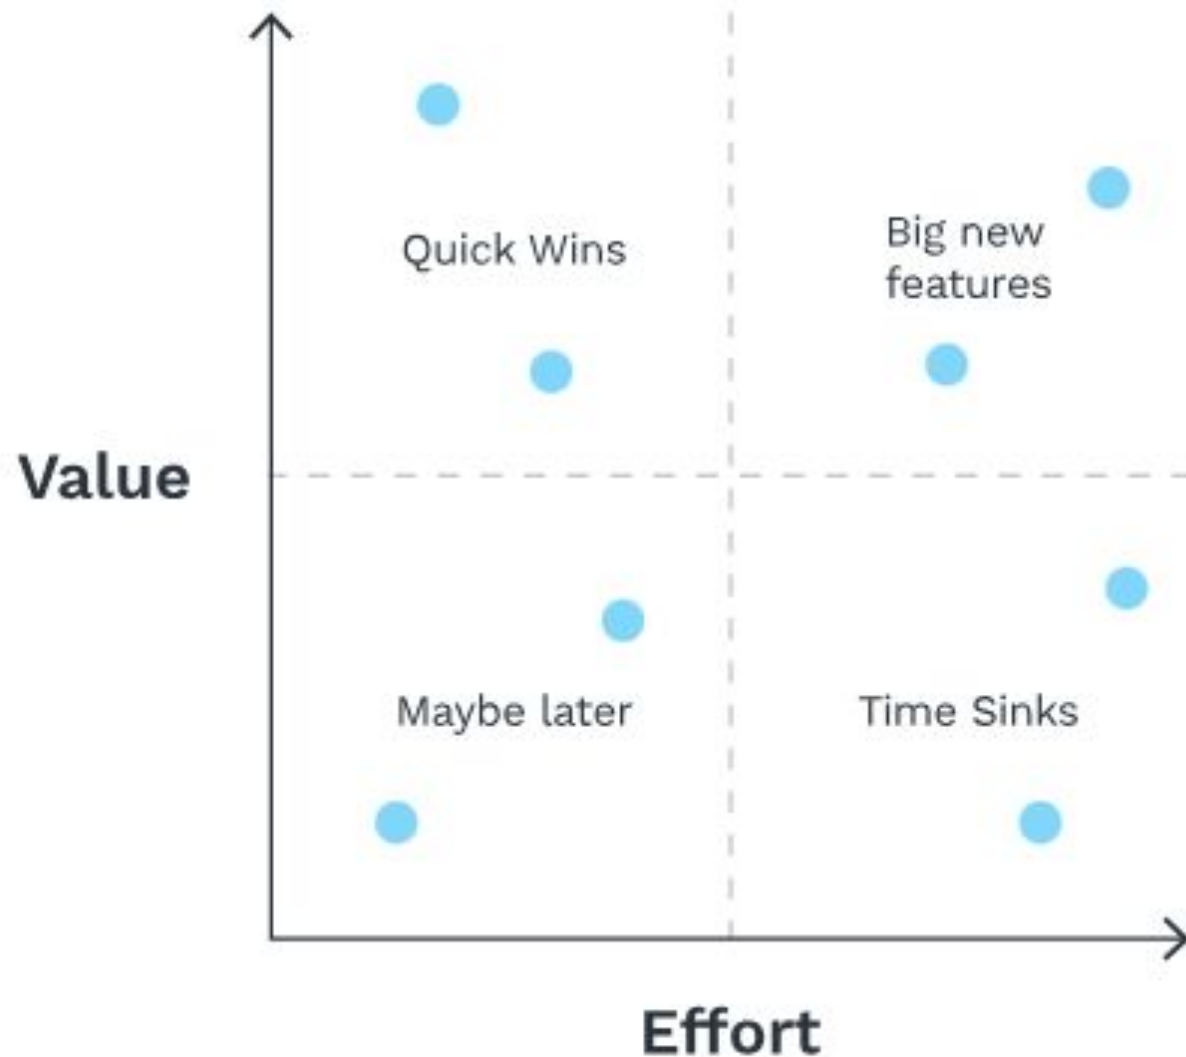 Quick Wins
Big new
features
Value
Maybe later
Time Sinks
Effort